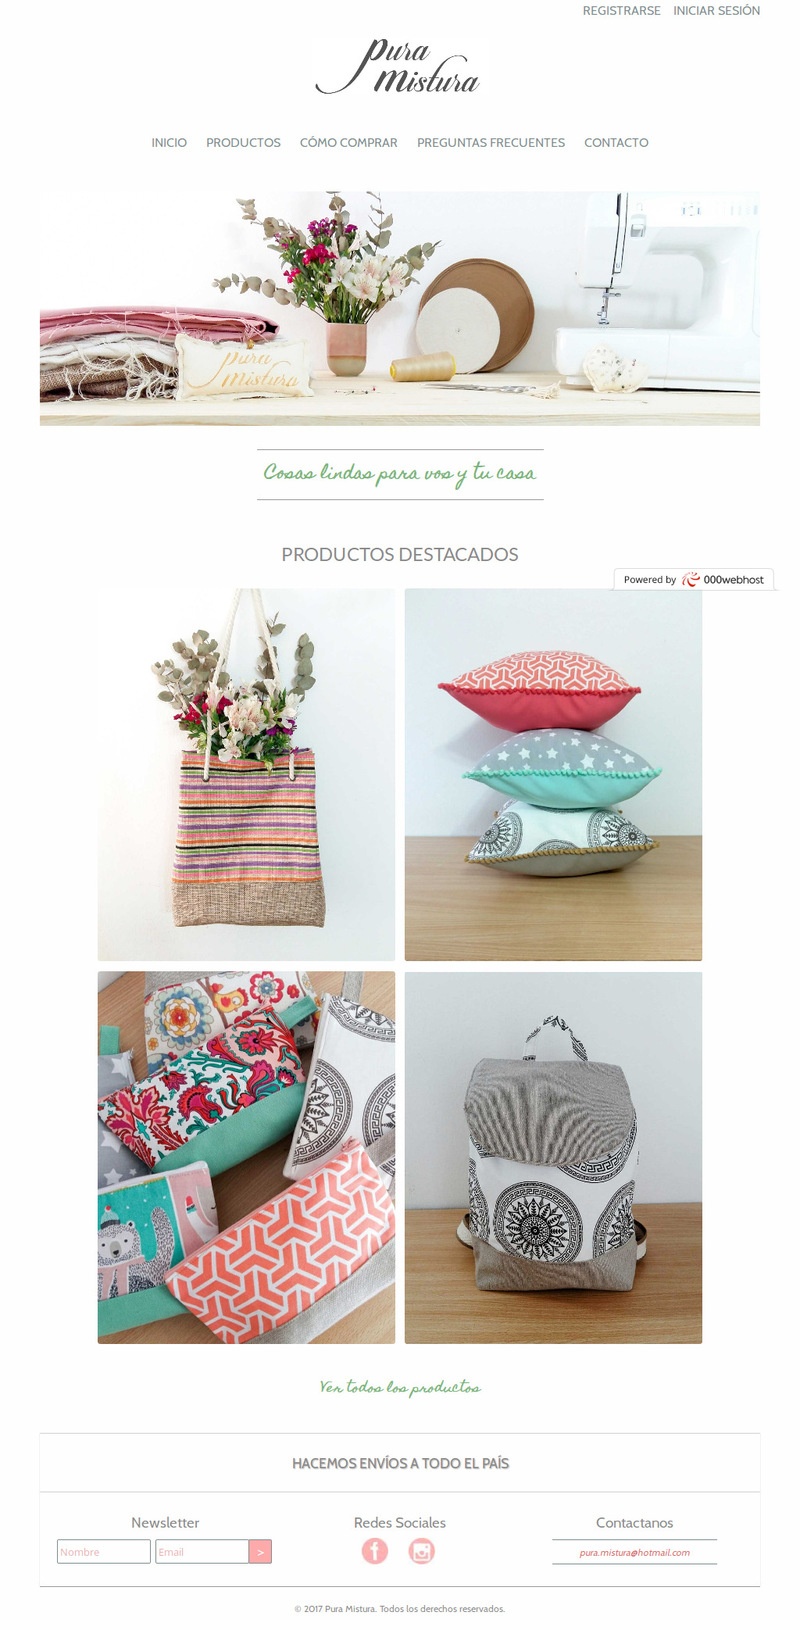 REGISTRARSE INICIAR SESIÓN
pura
mistura
INICIO PRODUCTOS CÓMO COMPRAR PREGUNTAS FRECUENTES CONTACTO
pura
mistura
Cosas lindas para vos y tu casa
PRODUCTOS DESTACADOS
Powered by 000webhost
Ver todos los productos
HACEMOS ENVÍOS A TODO EL PAÍS
Newsletter Redes Sociales Contactanos
Nombre Email > pura.mistura@hotmail.com
© 2017 Pura Mistura. Todos los derechos reservados.